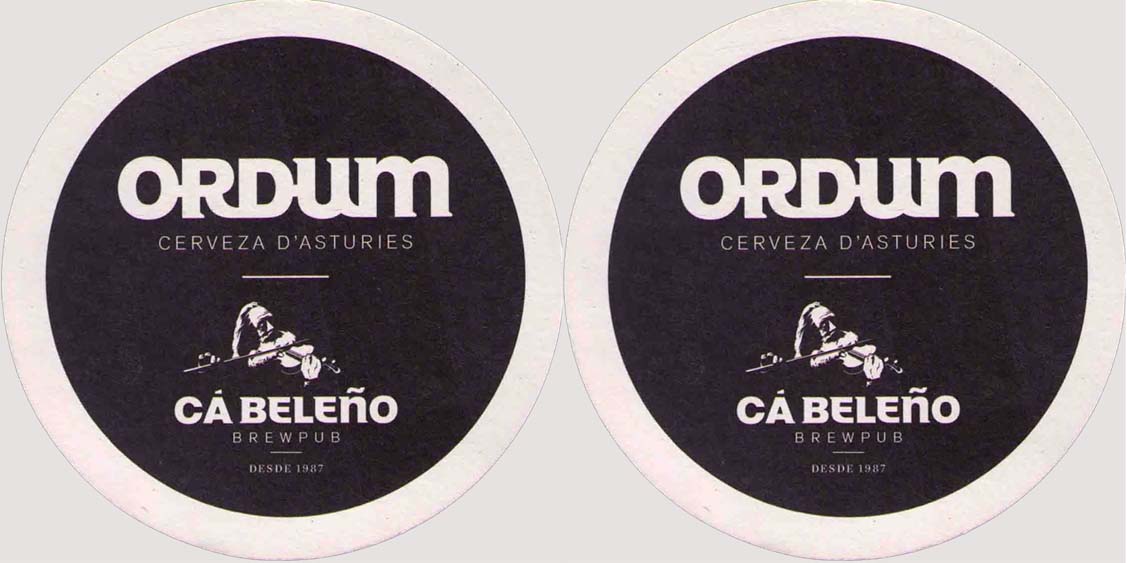 ORDUM
CERVEZA D'ASTURIES
CÁ BELEÑO
BREWPUB
DESDE 1987
ORDUM
CERVEZA D'ASTURIES
CÁ BELEÑO
BREWPUB
DESDE 1987